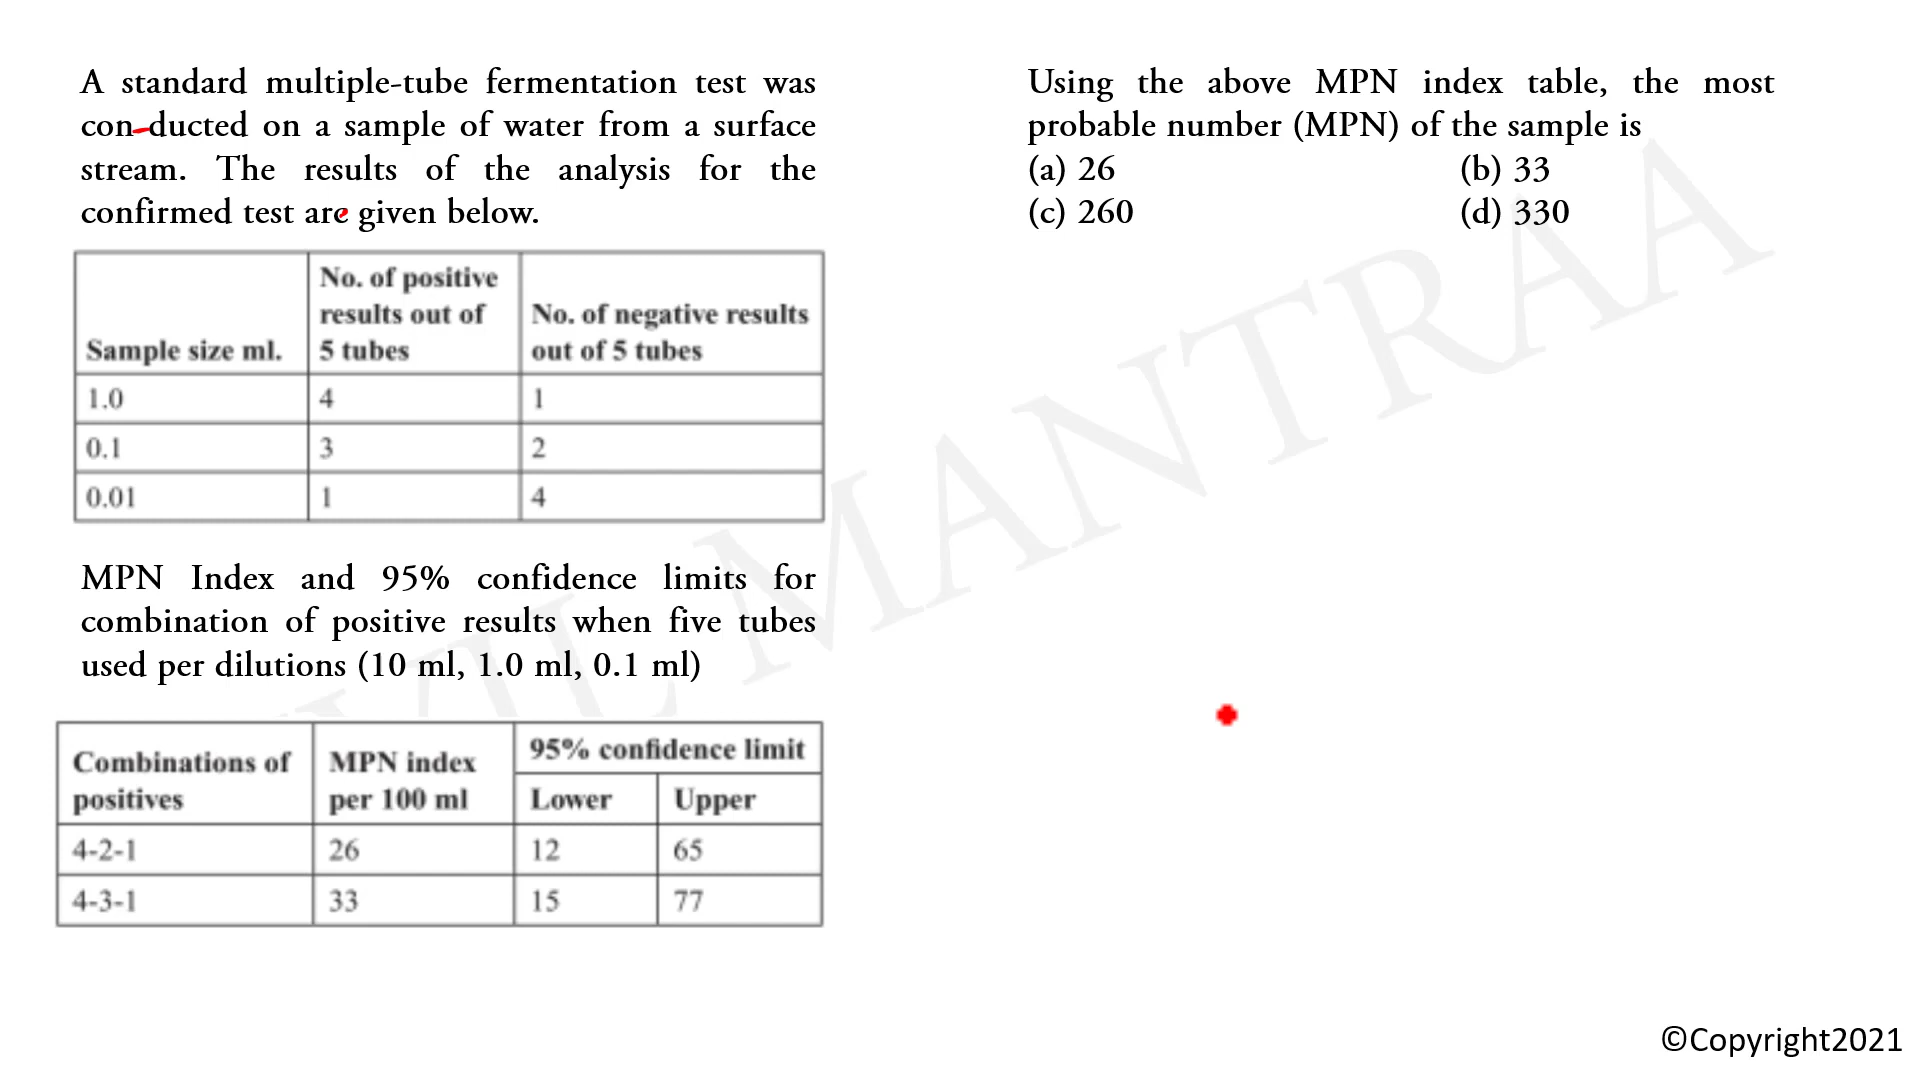 A standard multiple-tube fermentation test was
con-ducted on a sample of water from a surface
stream. The results of the analysis for the
confirmed test are given below.
Sample size ml.
No. of positive
results out of
5 tubes
No. of negative results
out of 5 tubes
1.0 4 1
0.1 3 2
0.01 1 4
MPN Index and 95% confidence limits for
combination of positive results when five tubes
used per dilutions (10 ml, 1.0 ml, 0.1 ml)
Combinations of
positives
MPN index
per 100 ml
95% confidence limit
Lower Upper
4-2-1 26 12 65
4-3-1 33 15 77
Using the above MPN index table, the most
probable number (MPN) of the sample is
(a) 26 (b) 33
(c) 260 (d) 330
MANTRAA
©Copyright2021